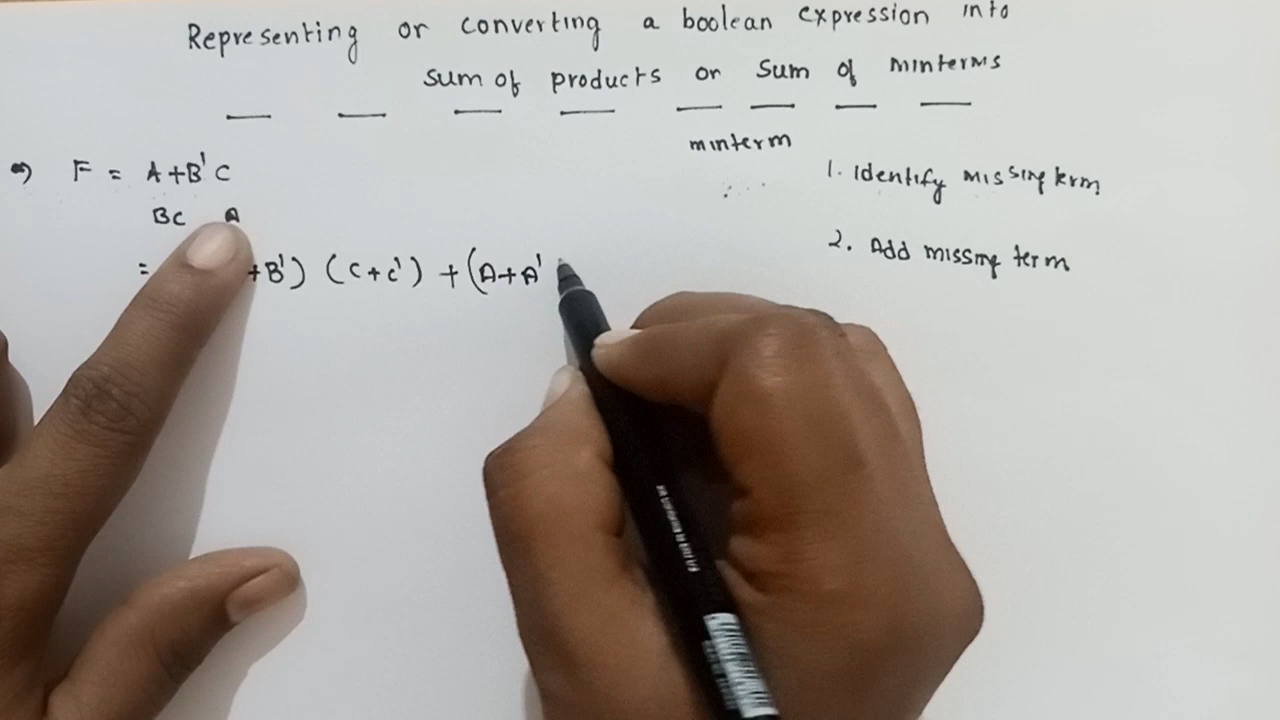 Representing or converting a boolean expression into
sum of products or sum of minterms
minterm
=> F = A+B'C
1. Identify missing term
BC A
2. Add missing term
= +B') (C+C') + (A+A'